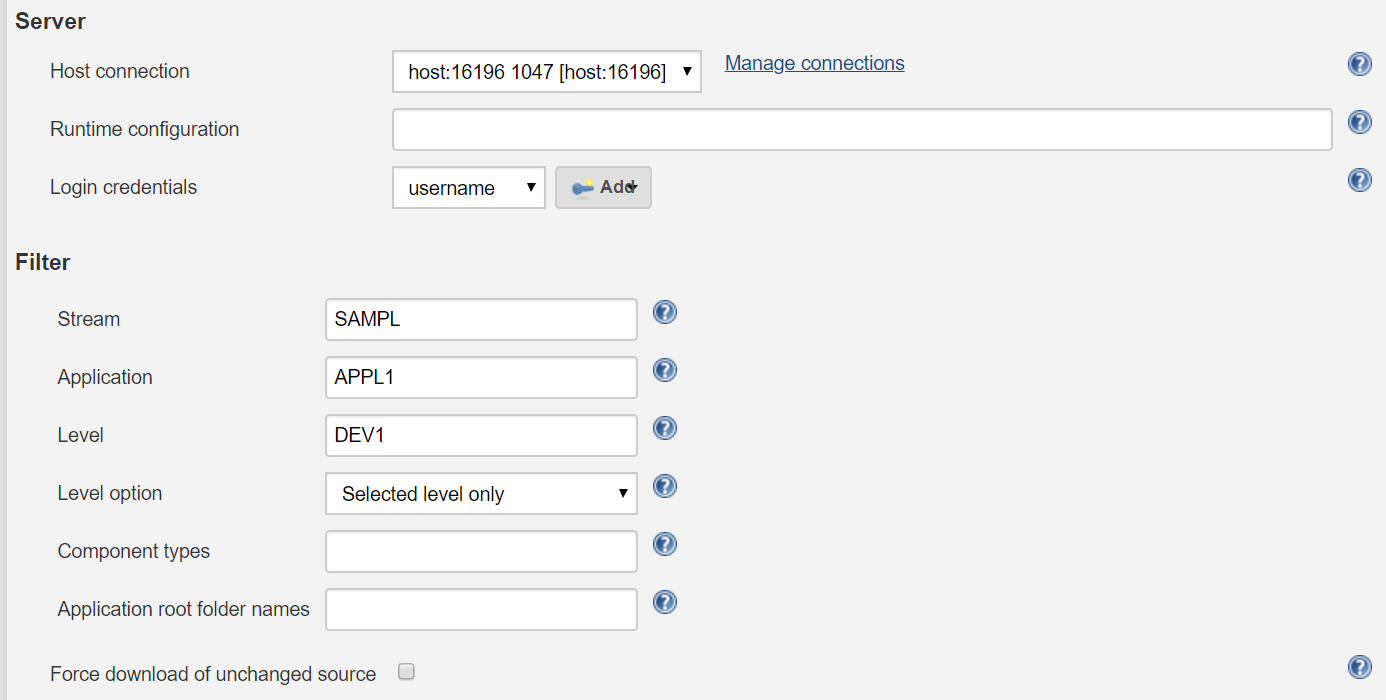 Server
Host connection host:16196 1047 [host:16196] Manage connections
Runtime configuration
Login credentials username Add
Filter
Stream SAMPL
Application APPL1
Level DEV1
Level option Selected level only
Component types
Application root folder names
Force download of unchanged source